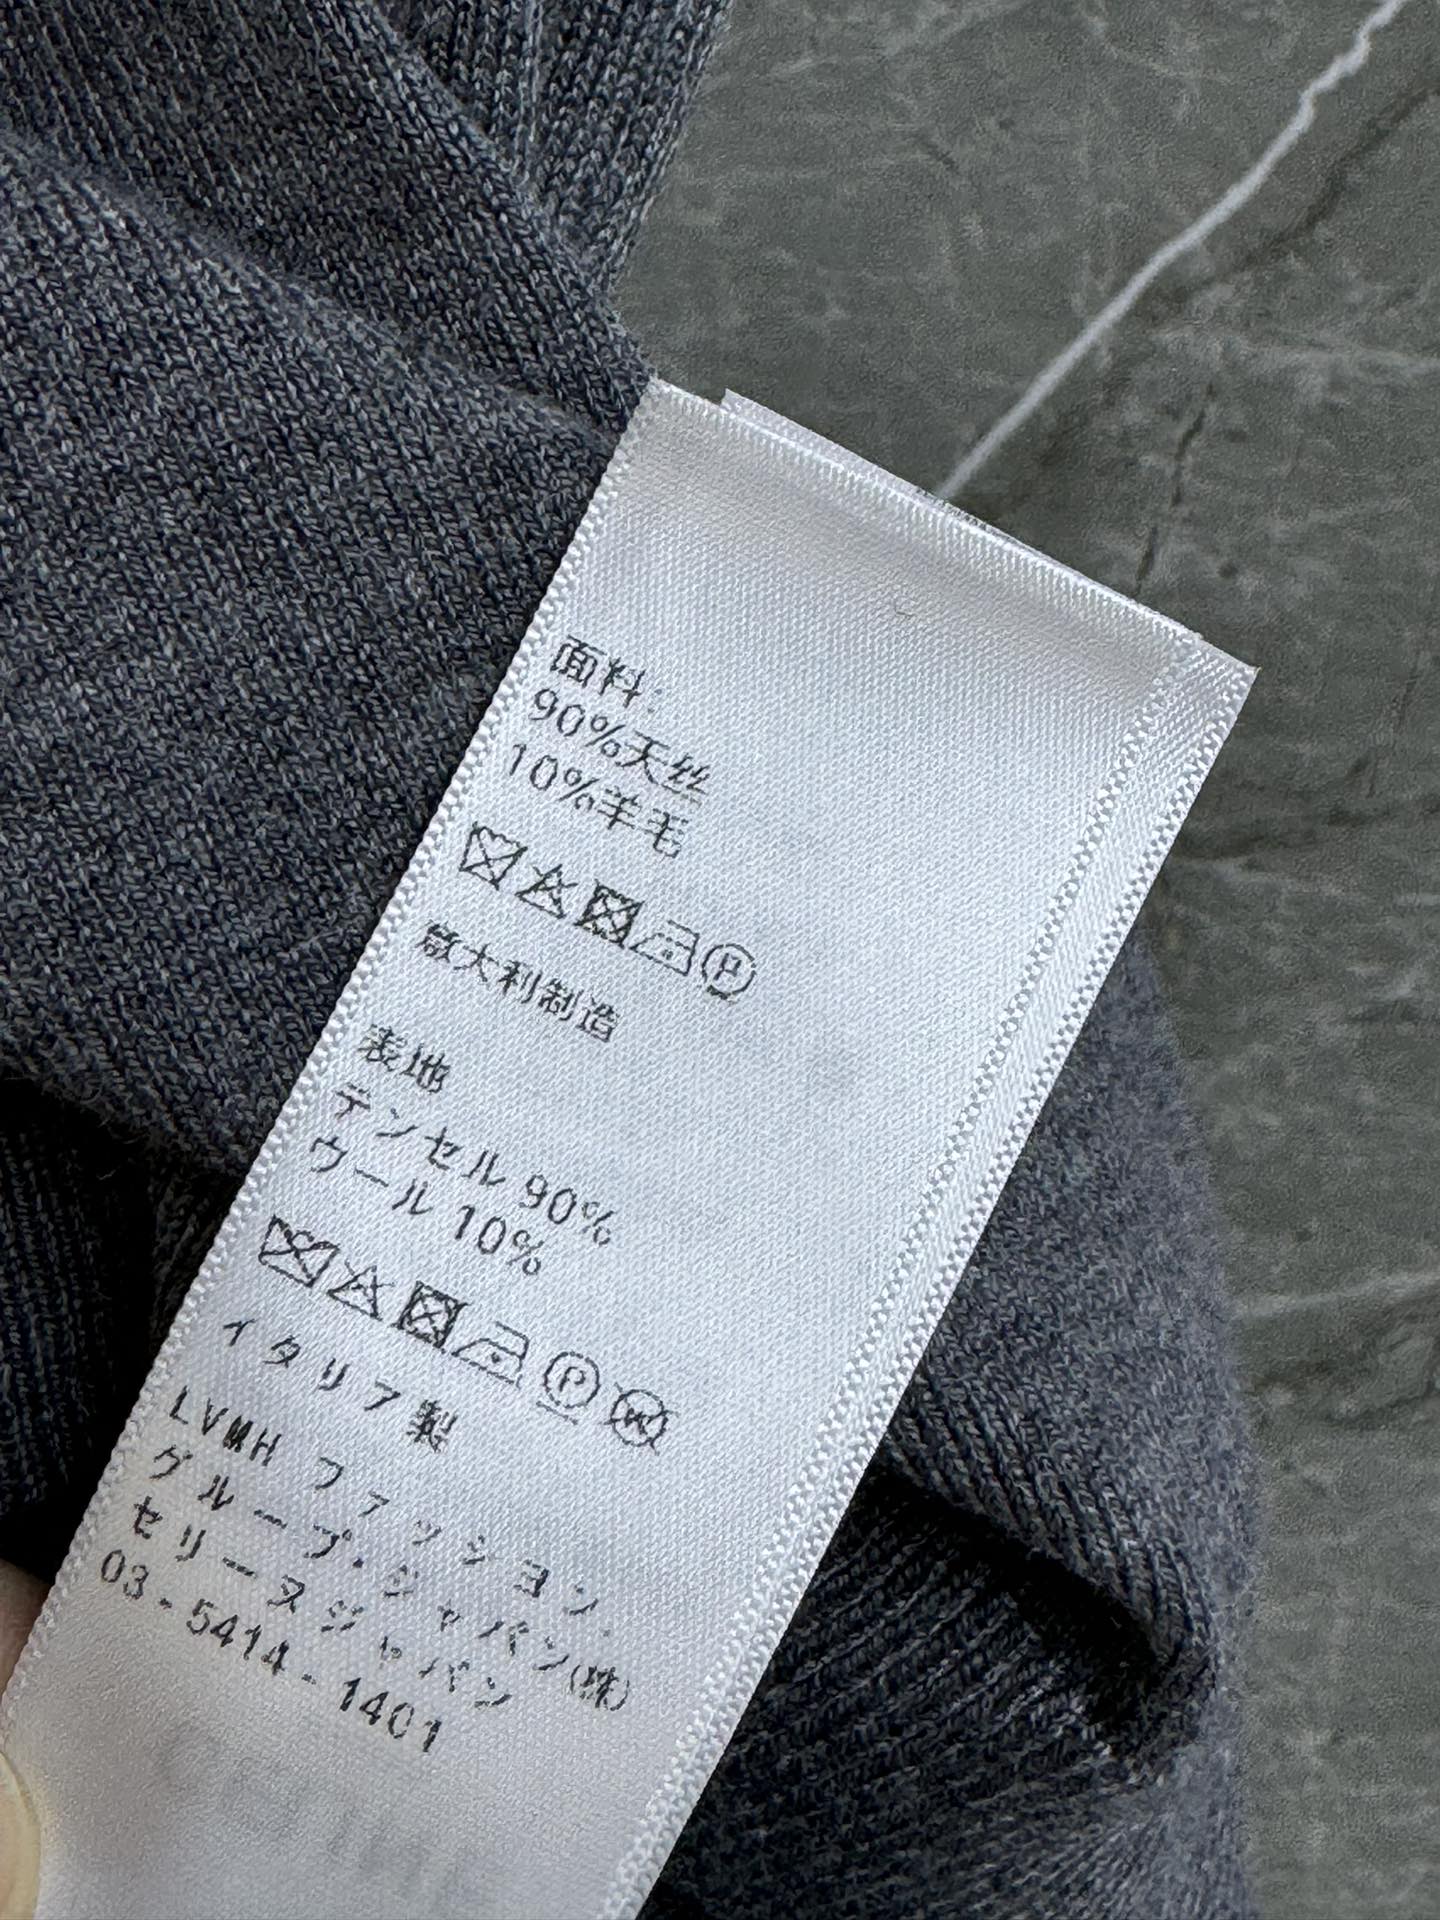 面料:
90%天丝
10%羊毛
P
意大利制造
表地
テンセル 90%
ウール 10%
P W
イタリア製
LVMH ファッション.
グループ・ジャパン(株)
セリーヌジャパン
03-5414-1401